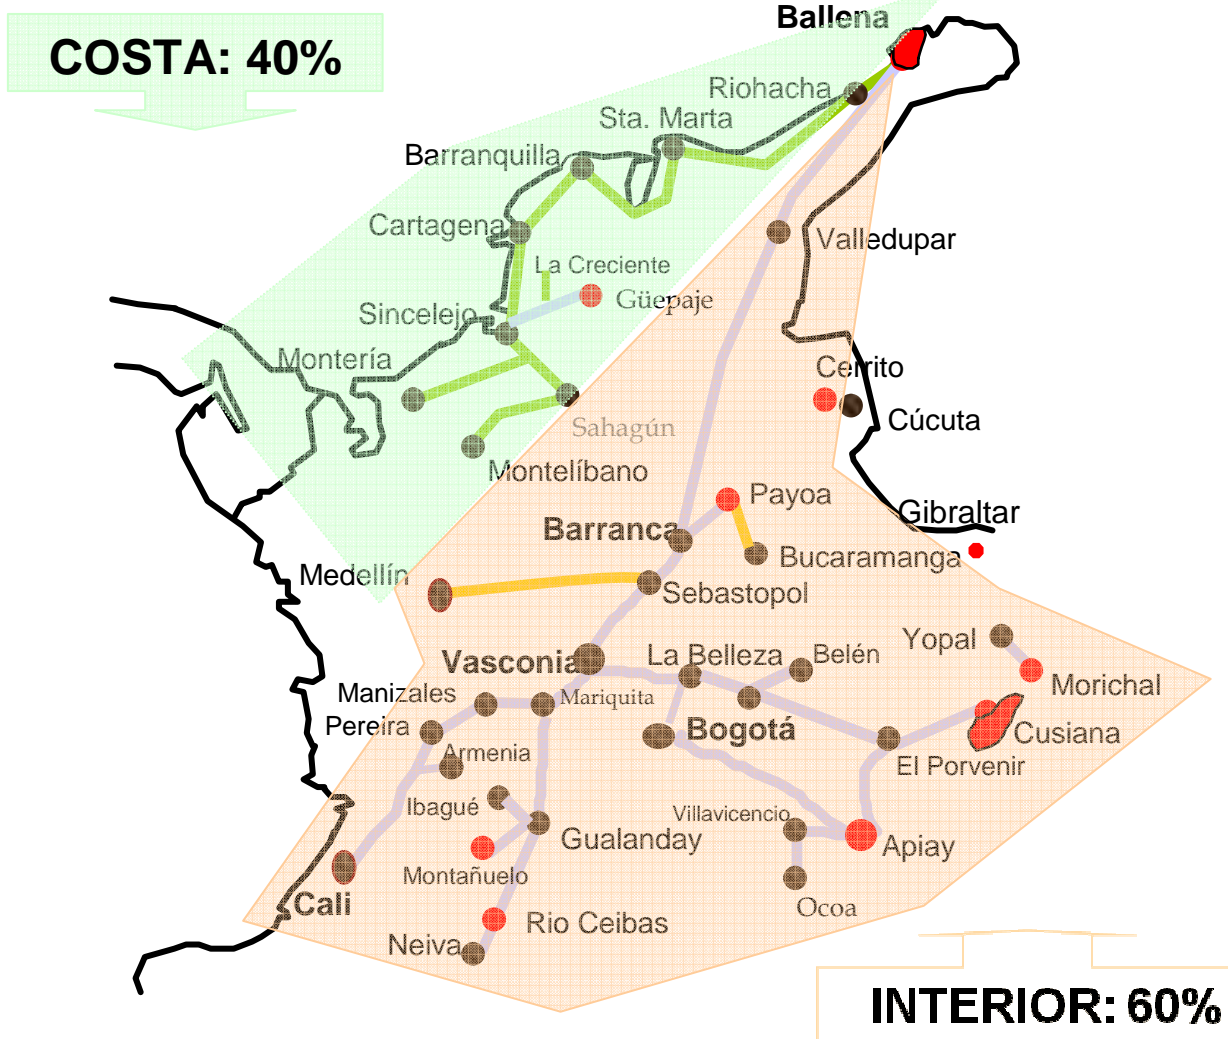 Ballena
COSTA: 40%
Riohacha
Sta. Marta
Barranquilla
Cartagena
Valledupar
La Creciente
Güepaje
Sincelejo
Montería
Cerrito
Cúcuta
Sahagún
Montelíbano
Payoa
Gibraltar
Barranca
Bucaramanga
Medellín
Sebastopol
Yopal
La Belleza
Belén
Vasconia
Morichal
Manizales
Mariquita
Pereira
Bogotá
Cusiana
Armenia
El Porvenir
Ibagué
Villavicencio
Gualanday
Apiay
Montañuelo
Cali
Ocoa
Rio Ceibas
Neiva
INTERIOR: 60%